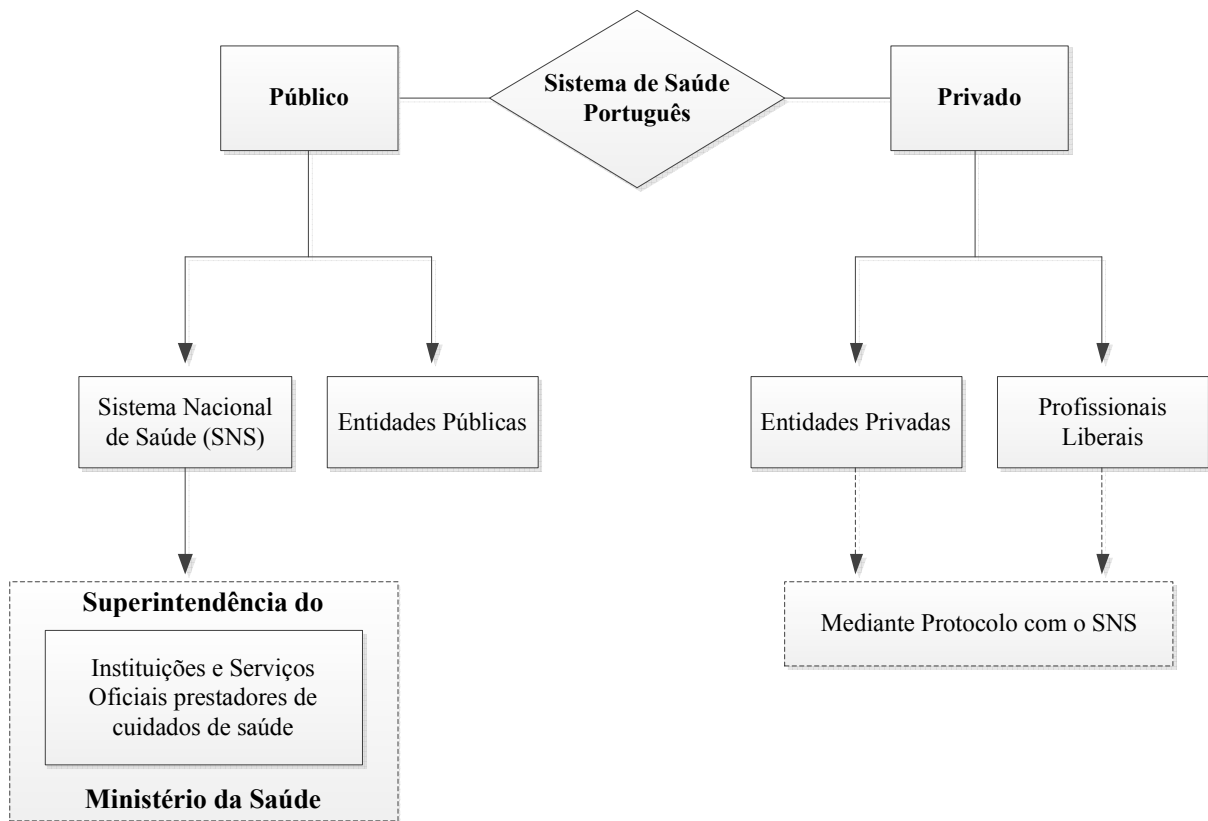 Público
Sistema de Saúde
Português
Privado
Sistema Nacional
de Saúde (SNS)
Entidades Públicas
Entidades Privadas
Profissionais
Liberais
Superintendência do
Instituições e Serviços
Oficiais prestadores de
cuidados de saúde
Ministério da Saúde
Mediante Protocolo com o SNS